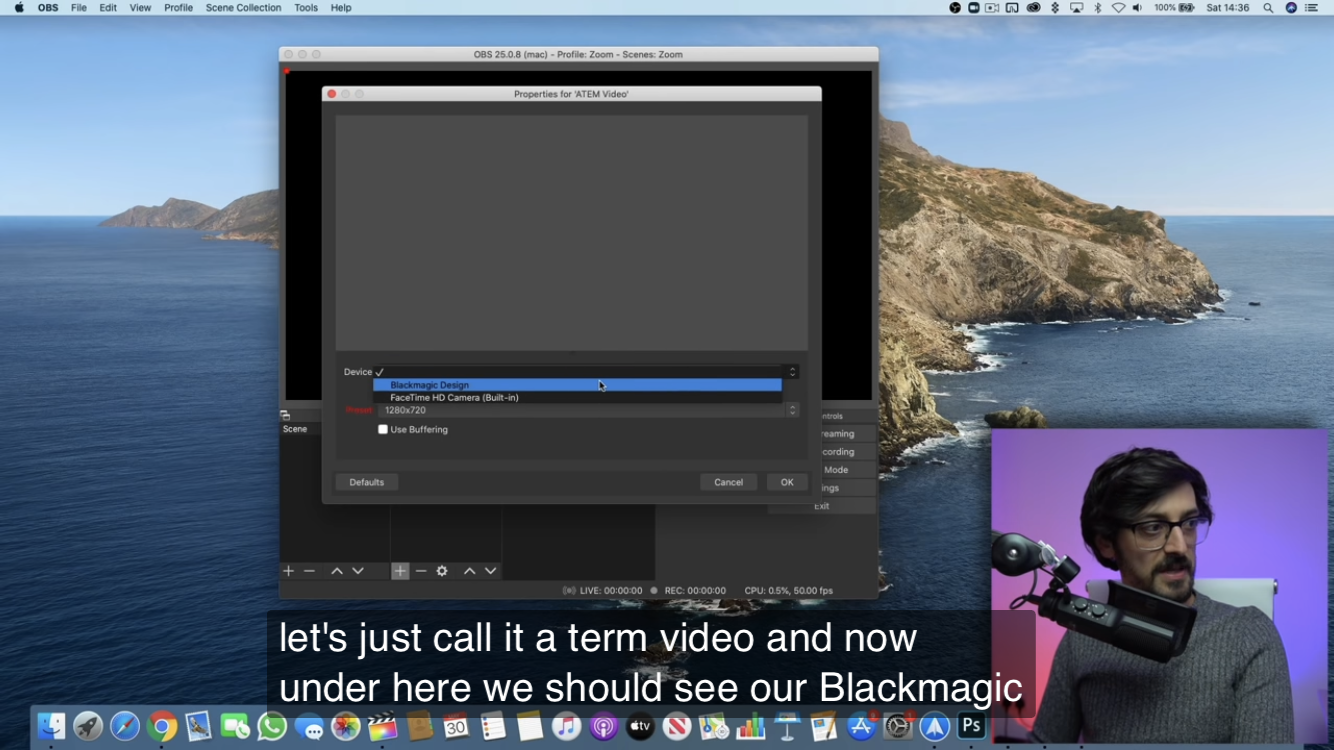 OBS File Edit View Profile Scene Collection Tools Help
100% Sat 14:36
OBS 25.0.8 (mac) - Profile: Zoom - Scenes: Zoom
Properties for 'ATEM Video'
Device ✓
Blackmagic Design
FaceTime HD Camera (Built-in)
Preset 1280x720
Use Buffering
Defaults Cancel OK
Scene
ntrols
reaming
cording
Mode
ings
Exit
LIVE: 00:00:00 REC: 00:00:00 CPU: 0.5%, 50.00 fps
let's just call it a term video and now
under here we should see our Blackmagic
30
tv
Ps